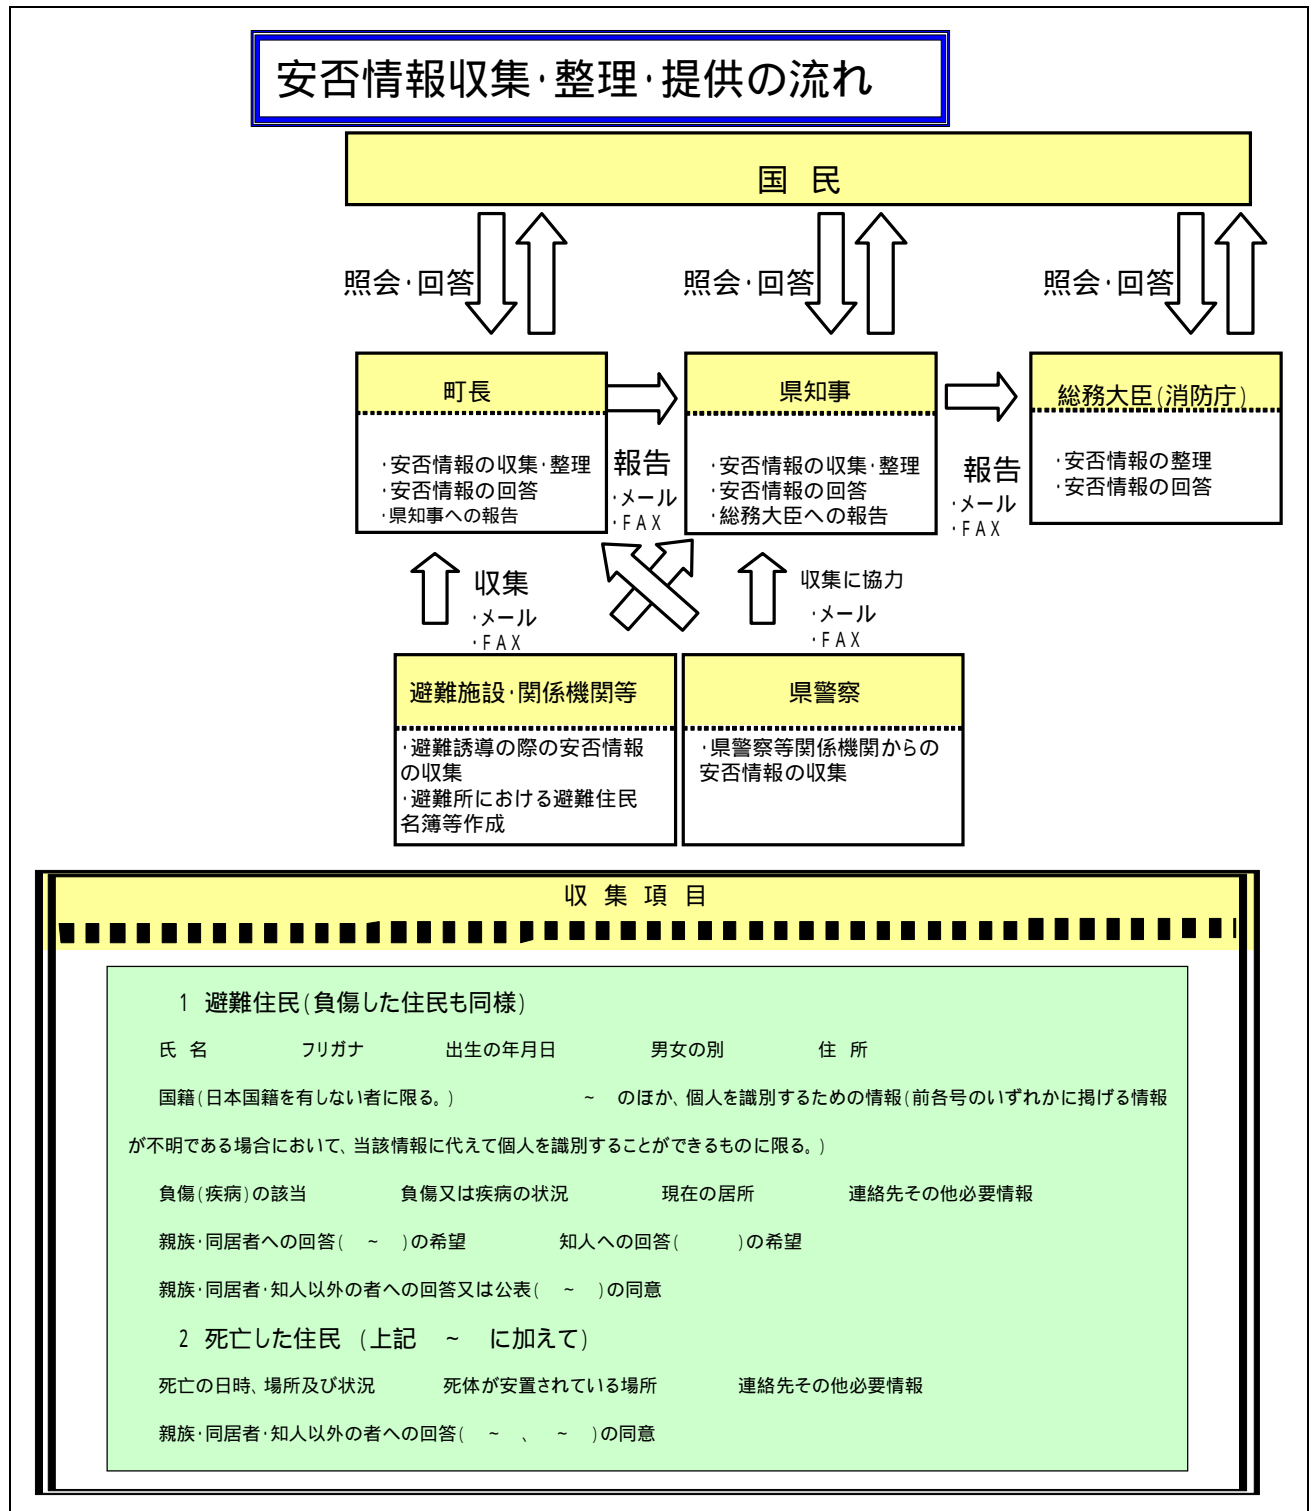 安否情報収集・整理・提供の流れ
国 民
照会・回答
照会・回答
照会・回答
町長
・安否情報の収集・整理
・安否情報の回答
・県知事への報告
報告
・メール
・FAX
県知事
・安否情報の収集・整理
・安否情報の回答
・総務大臣への報告
報告
・メール
・FAX
総務大臣(消防庁)
・安否情報の整理
・安否情報の回答
収集
・メール
・FAX
収集に協力
・メール
・FAX
避難施設・関係機関等
・避難誘導の際の安否情報
の収集
・避難所における避難住民
名簿等作成
県警察
・県警察等関係機関からの
安否情報の収集
収 集 項 目
1 避難住民(負傷した住民も同様)
氏 名 フリガナ 出生の年月日 男女の別 住 所
国籍(日本国籍を有しない者に限る。) ~ のほか、個人を識別するための情報(前各号のいずれかに掲げる情報
が不明である場合において、当該情報に代えて個人を識別することができるものに限る。)
負傷(疾病)の該当 負傷又は疾病の状況 現在の居所 連絡先その他必要情報
親族・同居者への回答( ~ )の希望 知人への回答( )の希望
親族・同居者・知人以外の者への回答又は公表( ~ )の同意
2 死亡した住民 (上記 ~ に加えて)
死亡の日時、場所及び状況 死体が安置されている場所 連絡先その他必要情報
親族・同居者・知人以外の者への回答( ~ 、 ~ )の同意